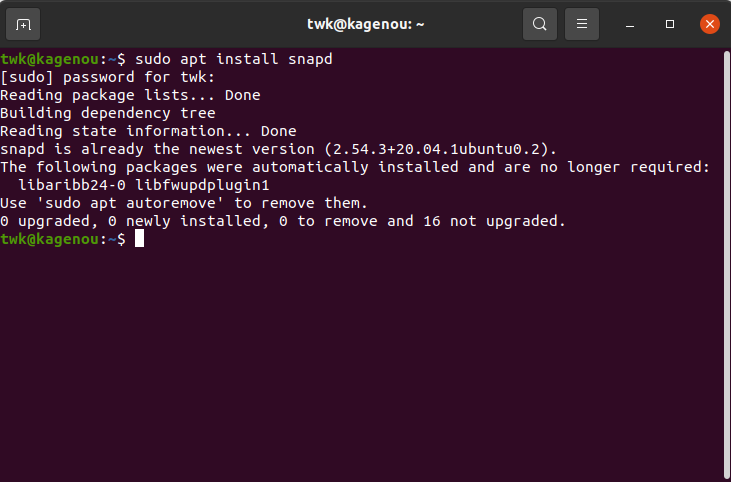 twk@kagenou: ~
twk@kagenou:~$ sudo apt install snapd
[sudo] password for twk:
Reading package lists... Done
Building dependency tree
Reading state information... Done
snapd is already the newest version (2.54.3+20.04.1ubuntu0.2).
The following packages were automatically installed and are no longer required:
  libaribb24-0 libfwupdplugin1
Use 'sudo apt autoremove' to remove them.
0 upgraded, 0 newly installed, 0 to remove and 16 not upgraded.
twk@kagenou:~$